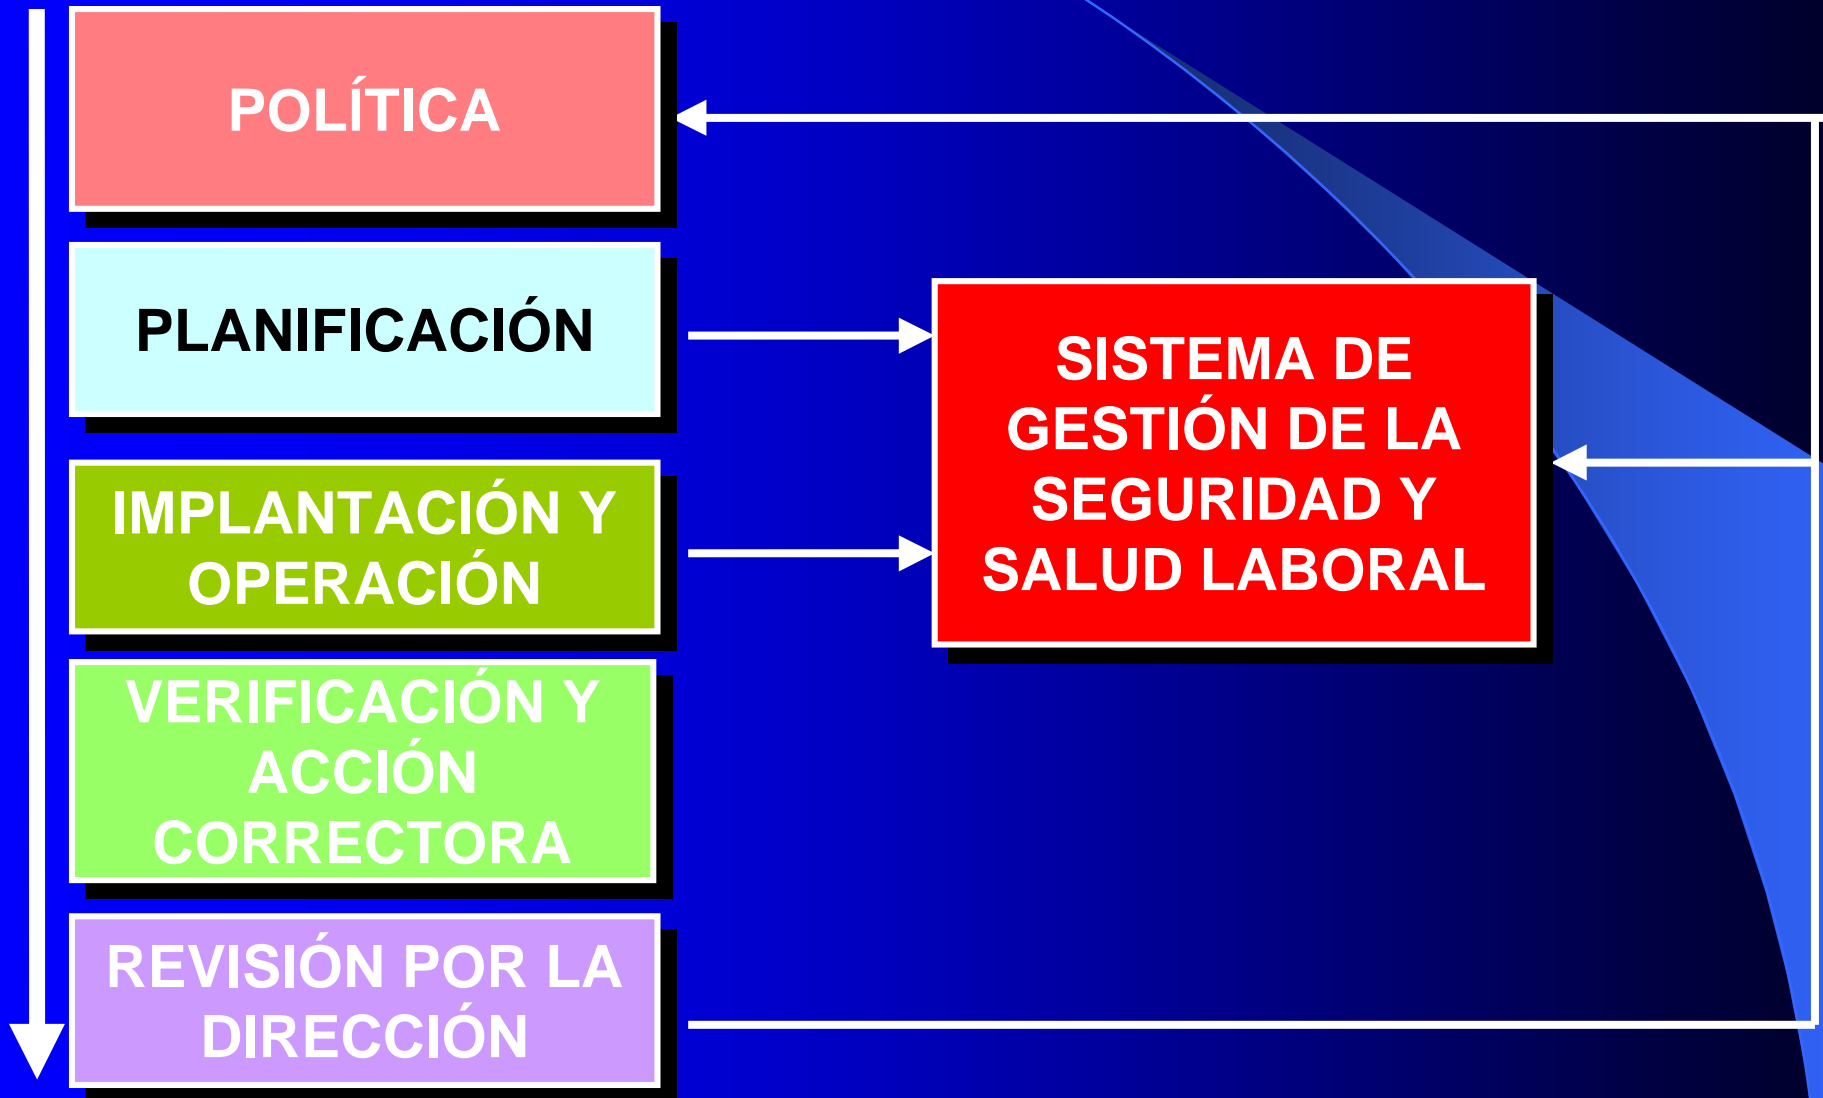 POLÍTICA
PLANIFICACIÓN
IMPLANTACIÓN Y
OPERACIÓN
VERIFICACIÓN Y
ACCIÓN
CORRECTORA
REVISIÓN POR LA
DIRECCIÓN
SISTEMA DE
GESTIÓN DE LA
SEGURIDAD Y
SALUD LABORAL